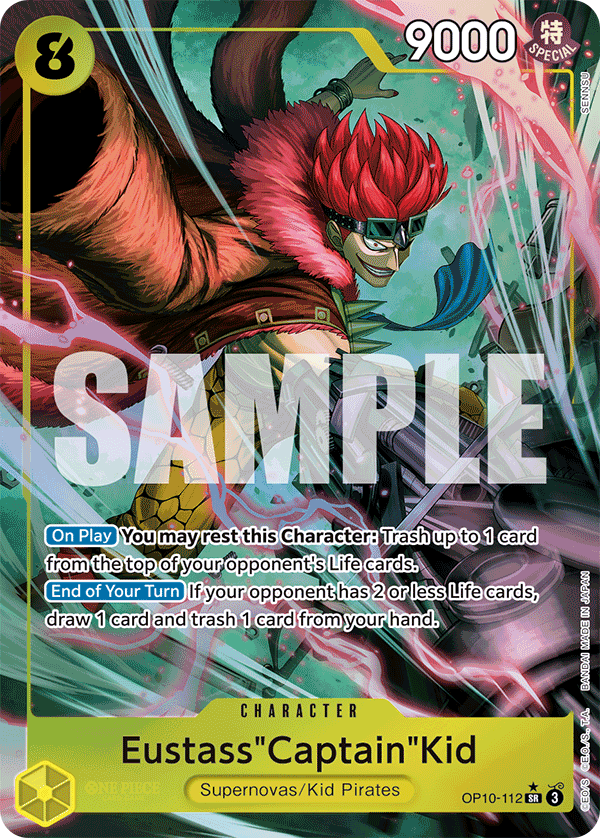 8
9000
特
SPECIAL
SENNSU
SAMPLE
On Play You may rest this Character: Trash up to 1 card
from the top of your opponent's Life cards.
End of Your Turn If your opponent has 2 or less Life cards,
draw 1 card and trash 1 card from your hand.
BANDAI MADE IN JAPAN
©E.O./S., T.A.
©EO/S
CHARACTER
Eustass"Captain"Kid
Supernovas/Kid Pirates
ONE PIECE
OP10-112 ★ SR 3